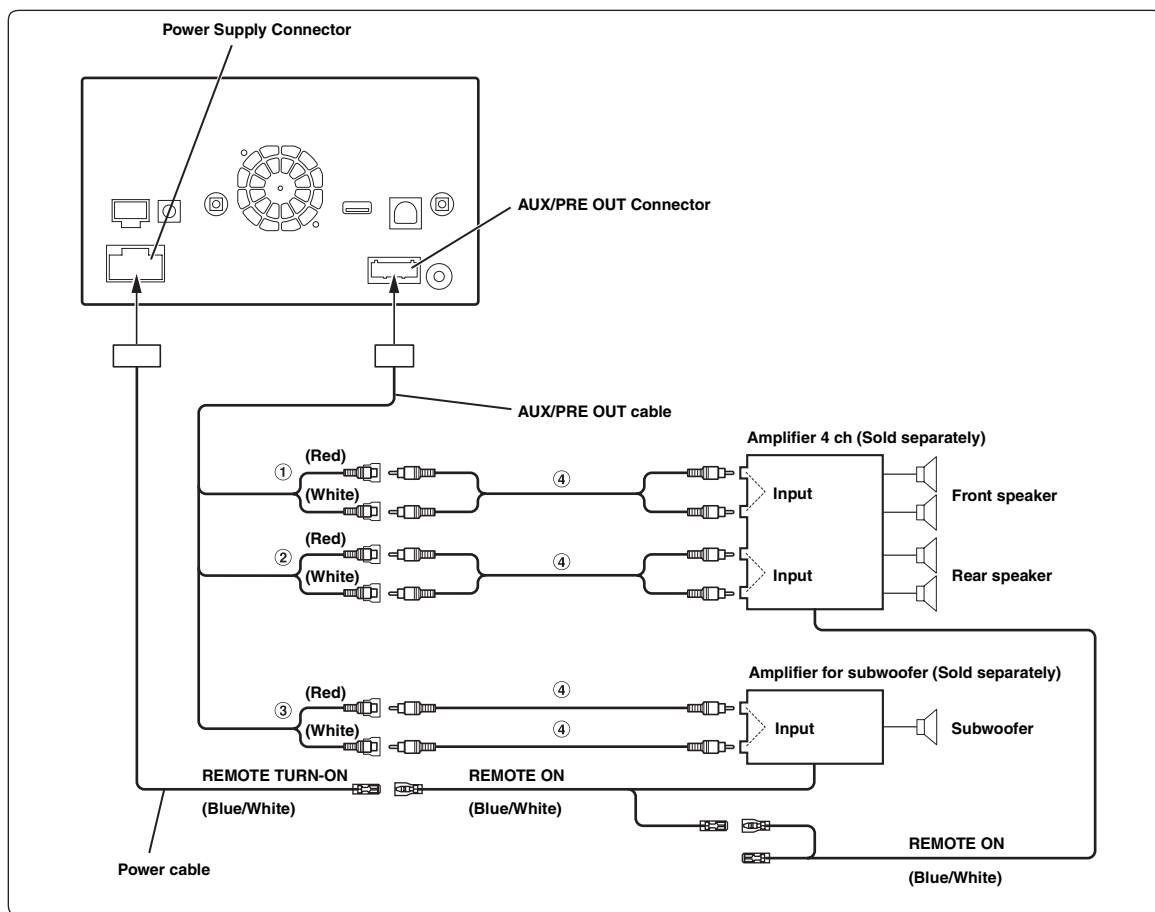 Power Supply Connector
AUX/PRE OUT Connector
AUX/PRE OUT cable
Amplifier 4 ch (Sold separately)
① (Red)
(White)
④
Input
Front speaker
② (Red)
(White)
④
Input
Rear speaker
Amplifier for subwoofer (Sold separately)
③ (Red)
(White)
④
④
Input
Subwoofer
REMOTE TURN-ON
(Blue/White)
REMOTE ON
(Blue/White)
REMOTE ON
(Blue/White)
Power cable